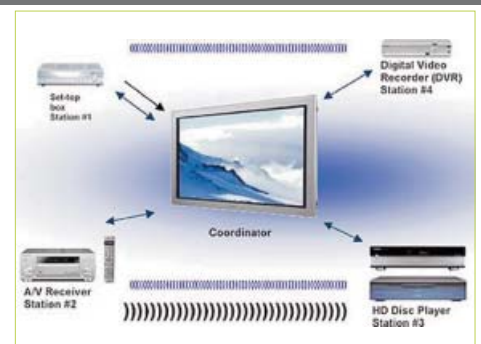 Set-top
box
Station #1
Digital Video
Recorder (DVR)
Station #4
Coordinator
A/V Receiver
Station #2
HD Disc Player
Station #3